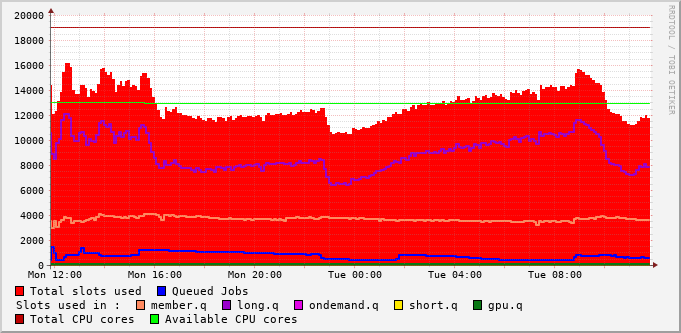 RRDTOOL / TOBI OETIKER
20000
18000
16000
14000
12000
10000
8000
6000
4000
2000
0
Mon 12:00 Mon 16:00 Mon 20:00 Tue 00:00 Tue 04:00 Tue 08:00
Total slots used Queued Jobs
Slots used in : member.q long.q ondemand.q short.q gpu.q
Total CPU cores Available CPU cores